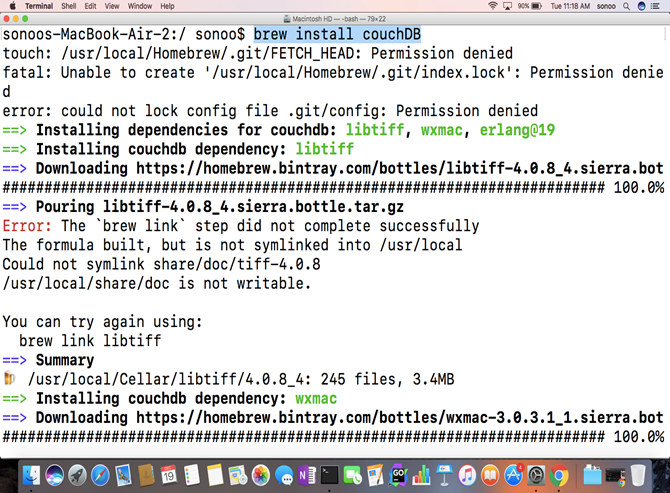 Terminal Shell Edit View Window Help 90% Tue 11:18 AM sonoo
Macintosh HD — -bash — 79×22
sonoos-MacBook-Air-2:/ sonoo$ brew install couchDB
touch: /usr/local/Homebrew/.git/FETCH_HEAD: Permission denied
fatal: Unable to create '/usr/local/Homebrew/.git/index.lock': Permission denie
d
error: could not lock config file .git/config: Permission denied
==> Installing dependencies for couchdb: libtiff, wxmac, erlang@19
==> Installing couchdb dependency: libtiff
==> Downloading https://homebrew.bintray.com/bottles/libtiff-4.0.8_4.sierra.bot
######################################################################## 100.0%
==> Pouring libtiff-4.0.8_4.sierra.bottle.tar.gz
Error: The `brew link` step did not complete successfully
The formula built, but is not symlinked into /usr/local
Could not symlink share/doc/tiff-4.0.8
/usr/local/share/doc is not writable.
You can try again using:
brew link libtiff
==> Summary
🍺 /usr/local/Cellar/libtiff/4.0.8_4: 245 files, 3.4MB
==> Installing couchdb dependency: wxmac
==> Downloading https://homebrew.bintray.com/bottles/wxmac-3.0.3.1_1.sierra.bot
######################################################################## 100.0%
19
GO